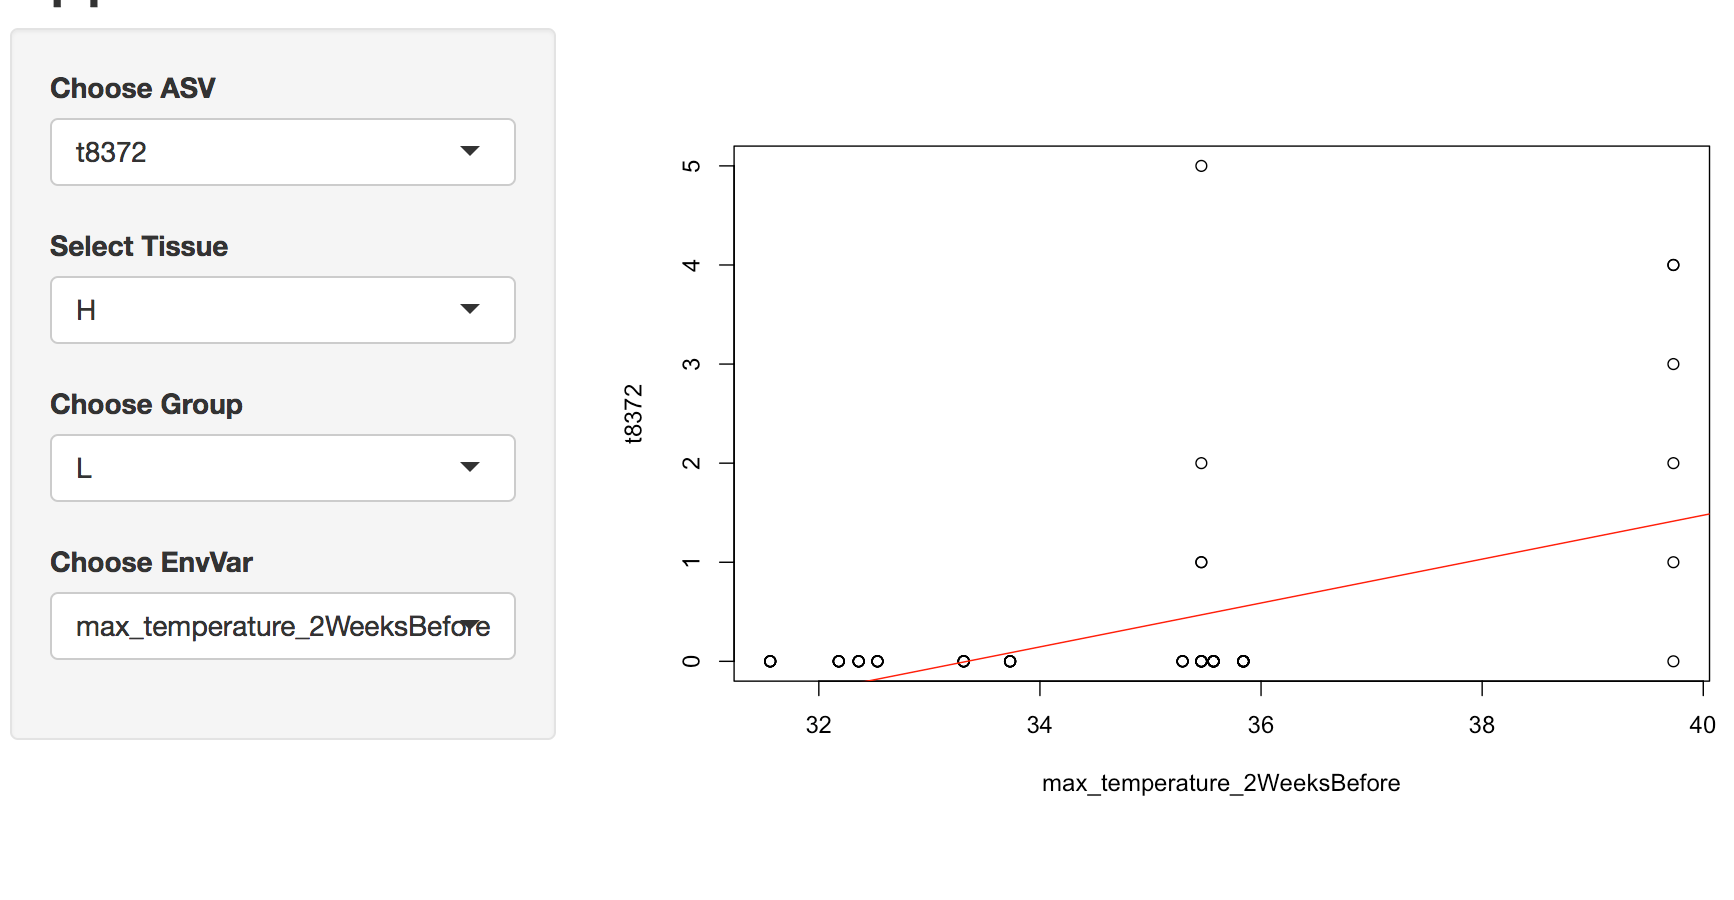 Choose ASV
t8372
Select Tissue
H
Choose Group
L
Choose EnvVar
max_temperature_2WeeksBefore
5
4
3
2
1
0
t8372
32 34 36 38 40
max_temperature_2WeeksBefore